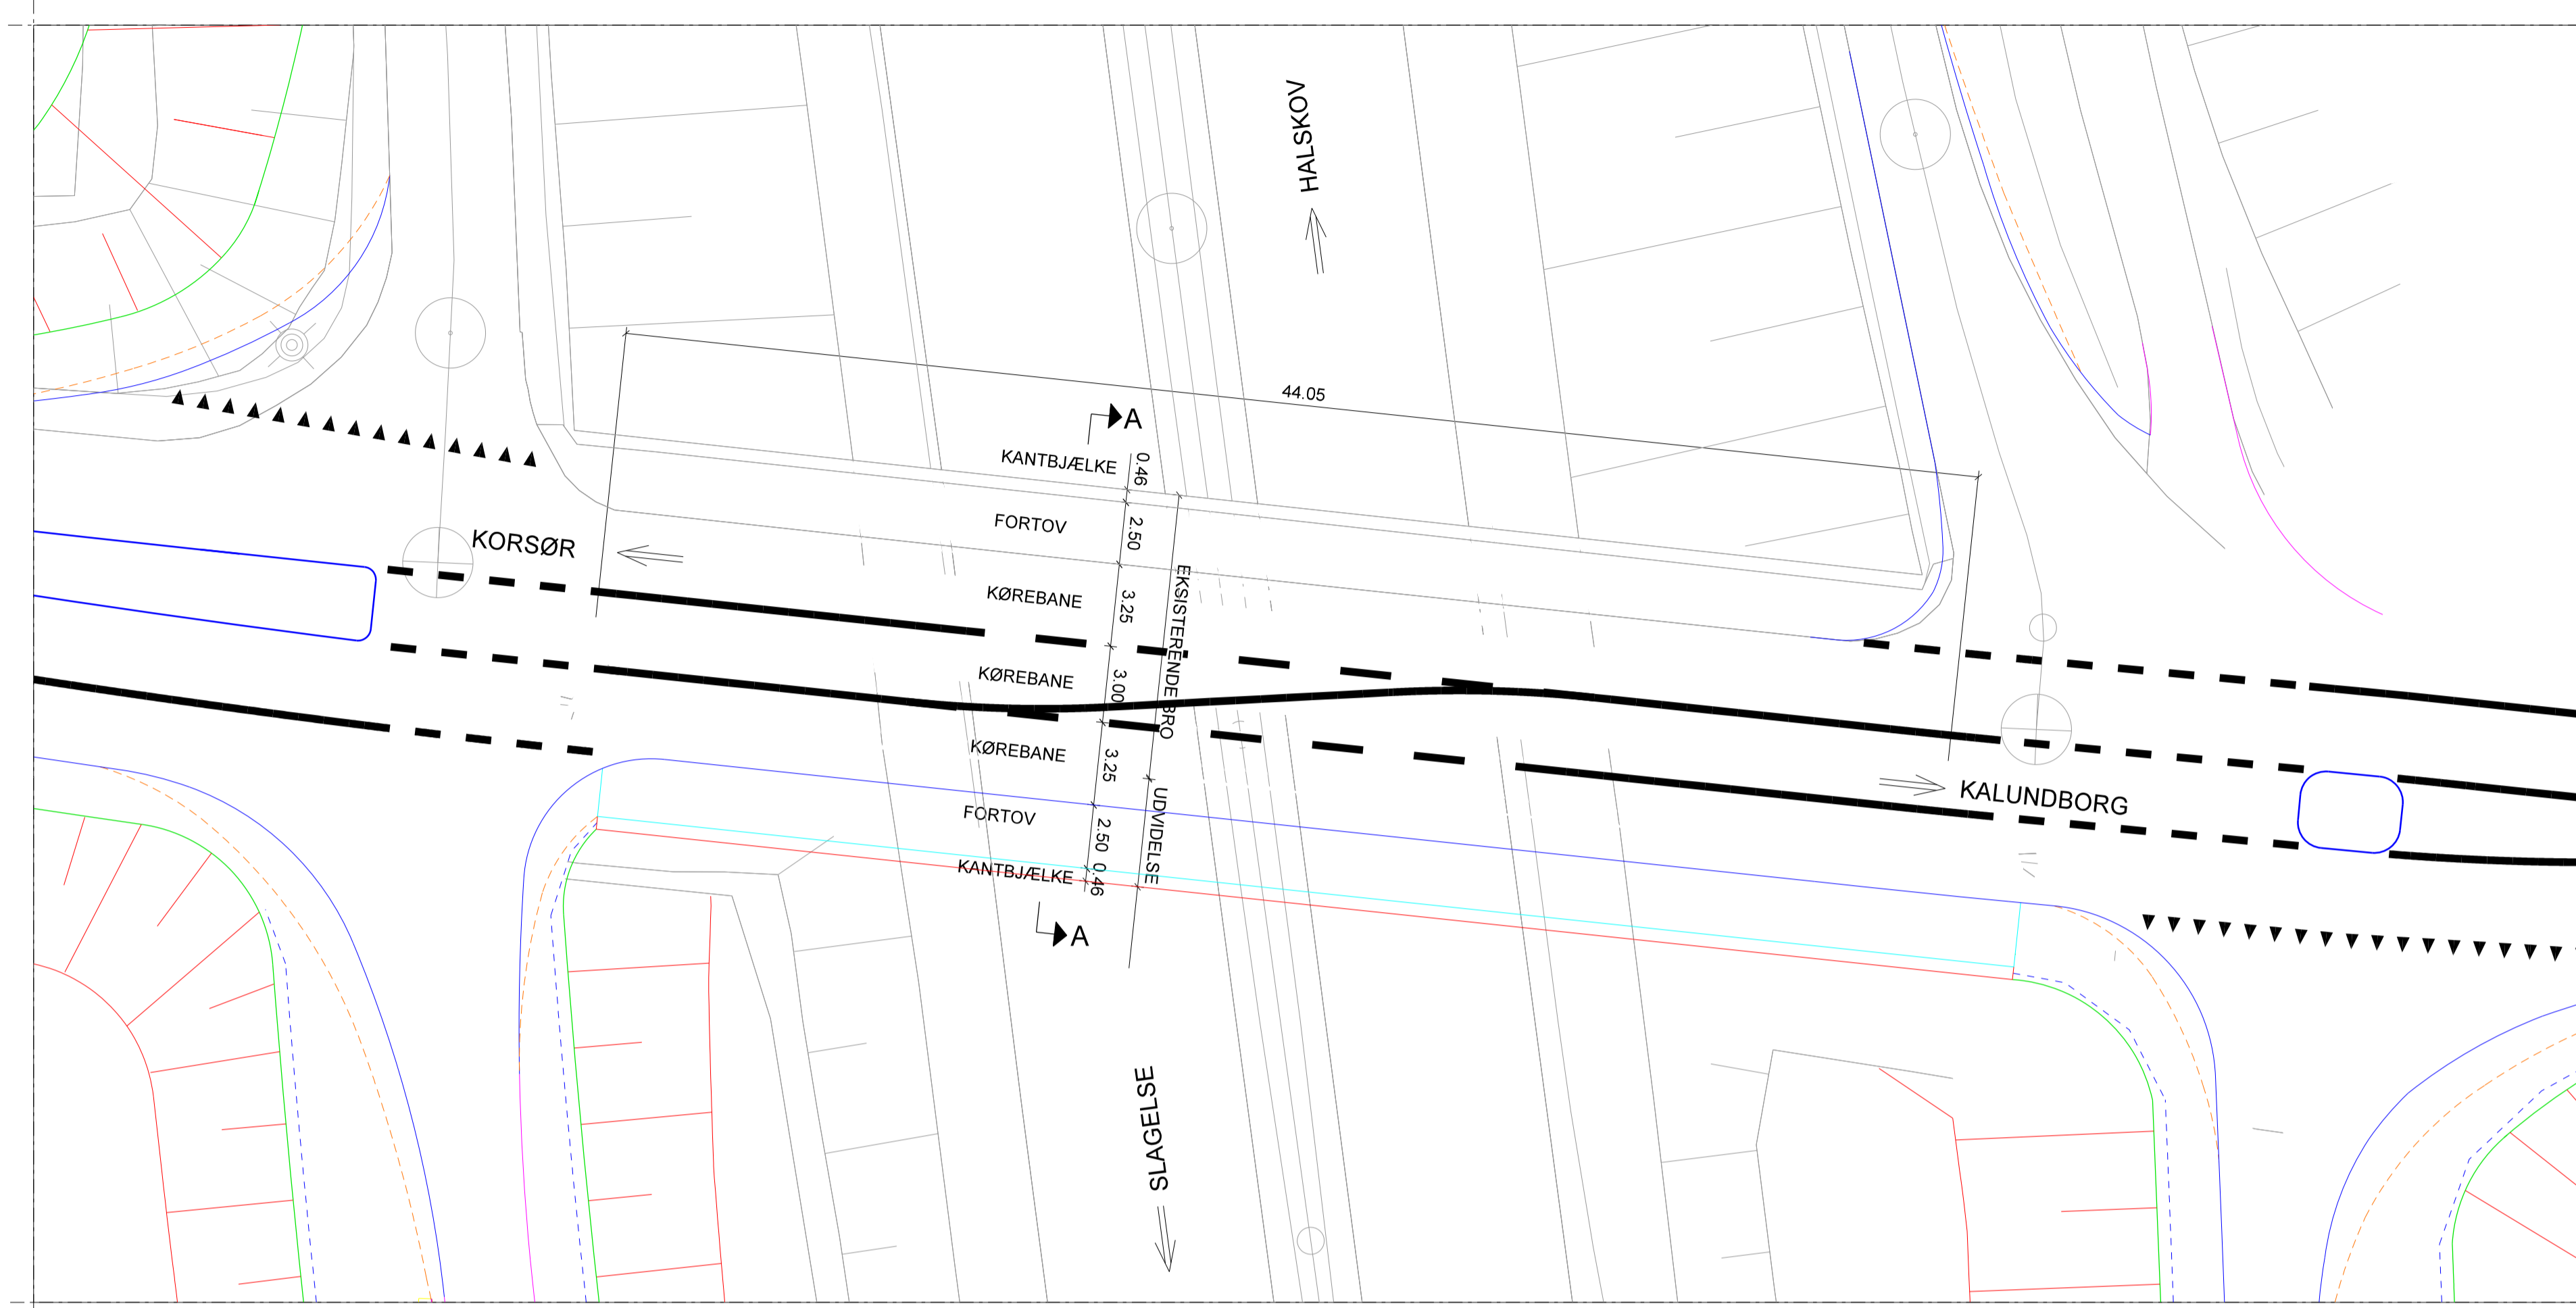 HALSKOV
44.05
A
KANTBJÆLKE
0.46
FORTOV
2.50
KORSØR
KØREBANE
3.25
EKSISTERENDE BRO
KØREBANE
3.00
KØREBANE
3.25
KALUNDBORG
FORTOV
2.50
UDVIDELSE
KANTBJÆLKE
0.46
A
SLAGELSE